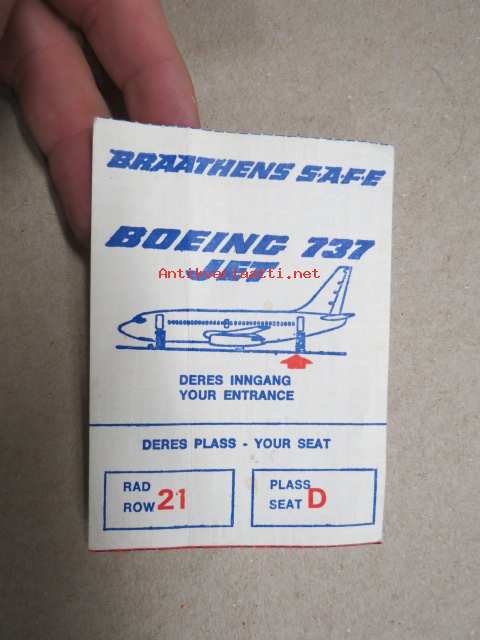 BRAATHENS S·A·F·E
BOEING 737
JET
Antikvariaatti.net
DERES INNGANG
YOUR ENTRANCE
DERES PLASS - YOUR SEAT
RAD
ROW 21
PLASS
SEAT D